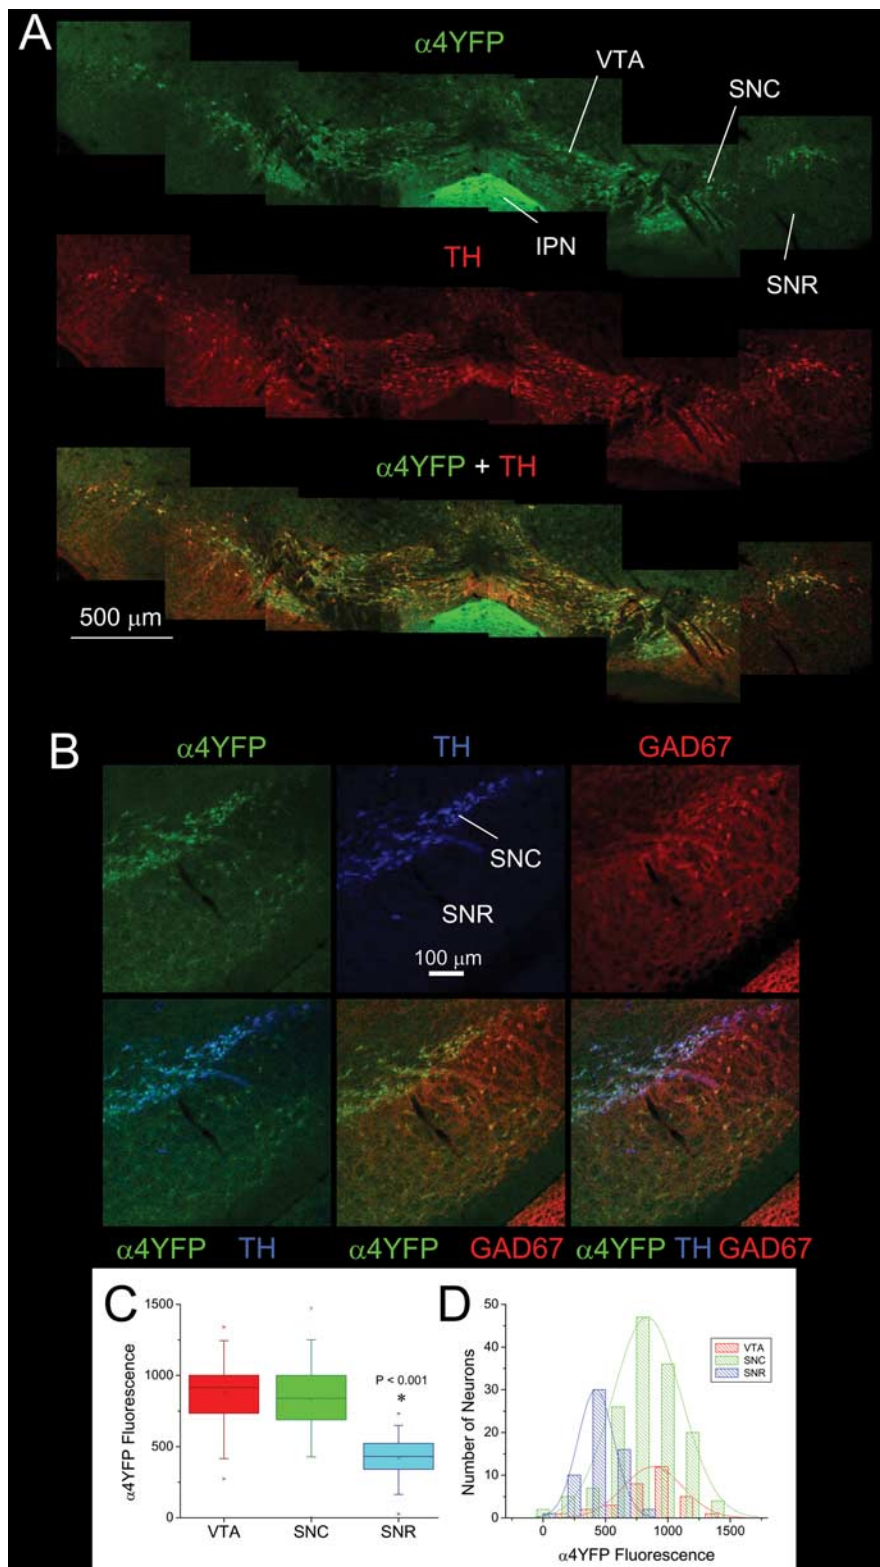 A
α4YFP
VTA
SNC
IPN
TH
SNR
α4YFP + TH
500 μm
B
α4YFP
TH
GAD67
SNC
SNR
100 μm
α4YFP TH
α4YFP GAD67
α4YFP TH GAD67
C
α4YFP Fluorescence
1500
1000
500
0
P < 0.001
*
VTA
SNC
SNR
D
Number of Neurons
50
40
30
20
10
0
VTA
SNC
SNR
0
500
1000
1500
α4YFP Fluorescence